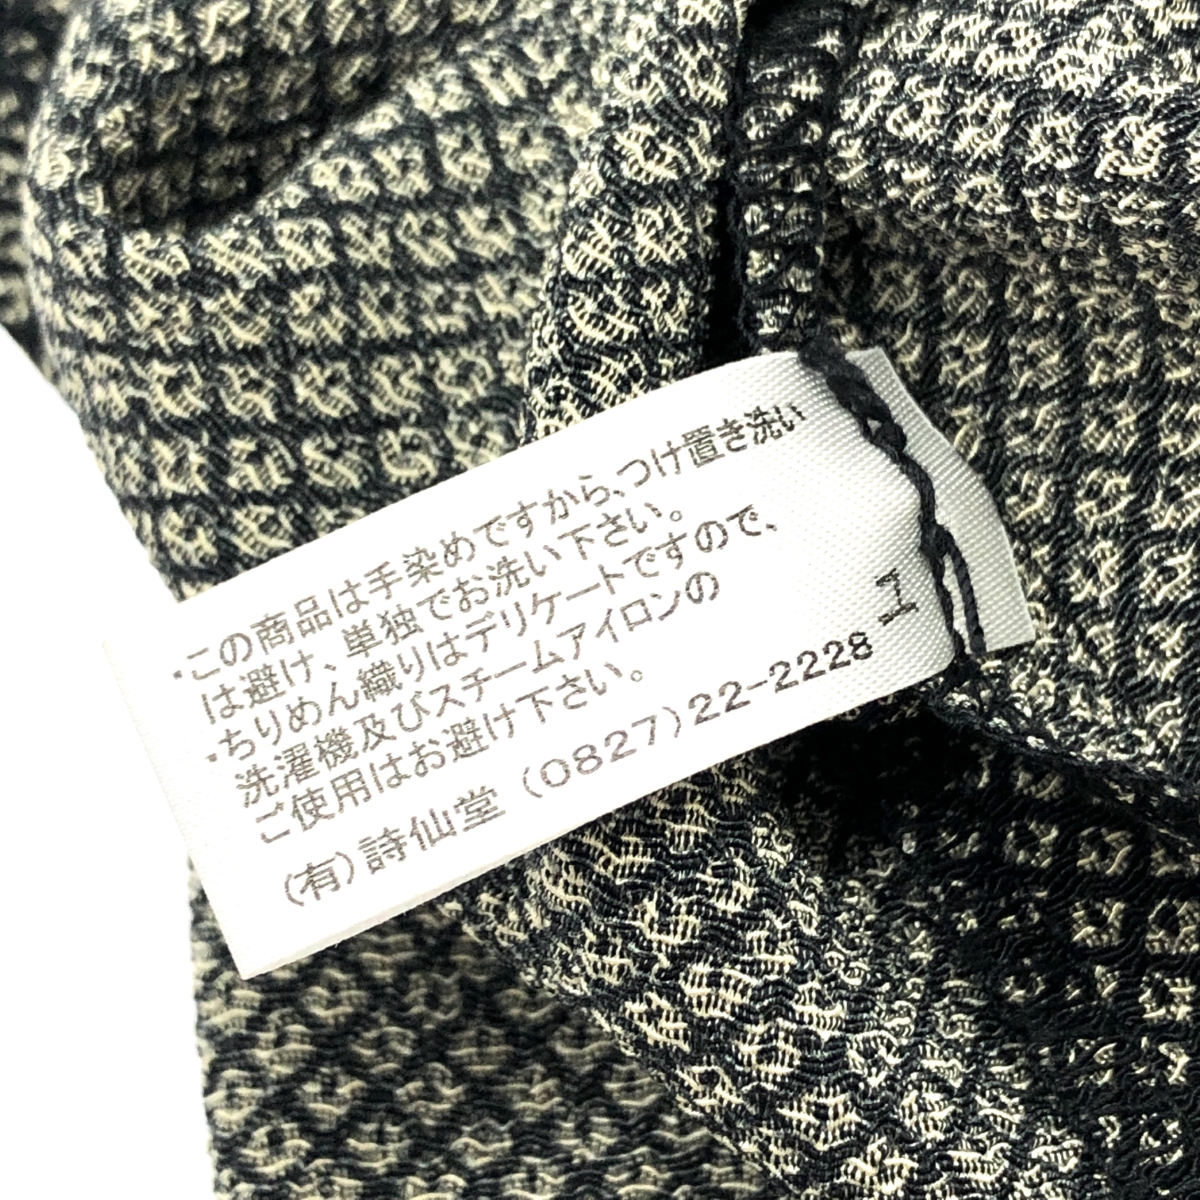 ・この商品は手染めですから、つけ置き洗い
は避け、単独でお洗い下さい。
・ちりめん織りはデリケートですので、
洗濯機及びスチームアイロンの
ご使用はお避け下さい。
(有)詩仙堂 (0827)22-2228
1